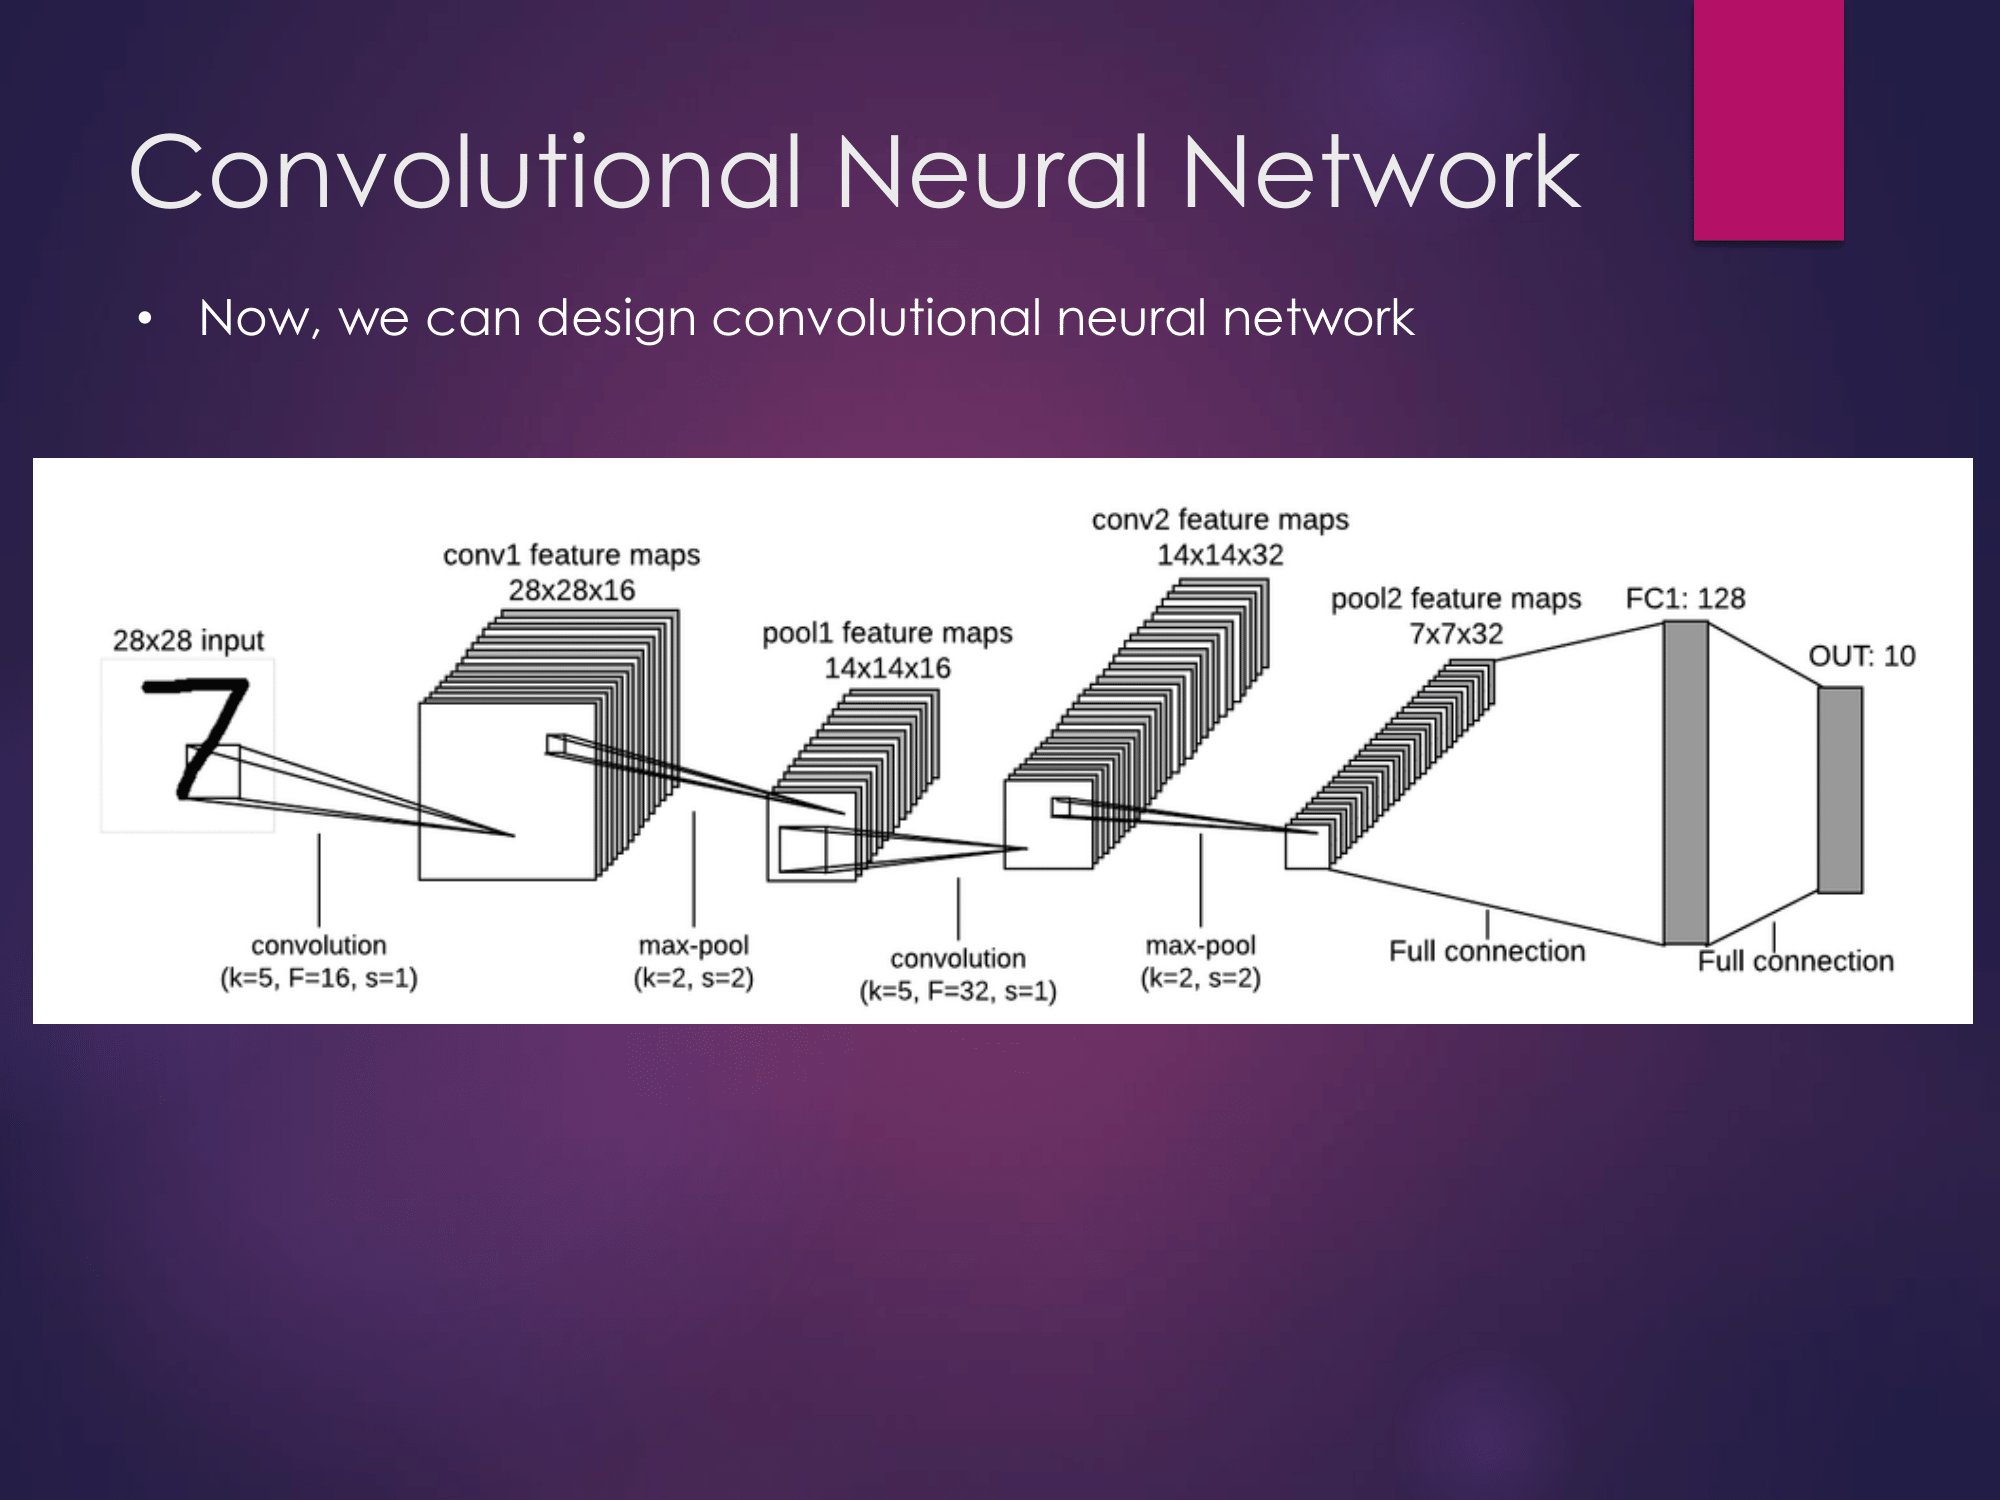 Convolutional Neural Network
• Now, we can design convolutional neural network
28x28 input
7
conv1 feature maps
28x28x16
pool1 feature maps
14x14x16
conv2 feature maps
14x14x32
pool2 feature maps
7x7x32
FC1: 128
OUT: 10
convolution
(k=5, F=16, s=1)
max-pool
(k=2, s=2)
convolution
(k=5, F=32, s=1)
max-pool
(k=2, s=2)
Full connection
Full connection